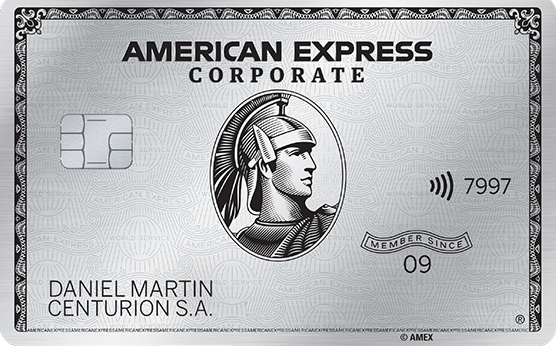 AMERICAN EXPRESS
CORPORATE
7997
MEMBER SINCE
09
DANIEL MARTIN
CENTURION S.A.
®
© AMEX